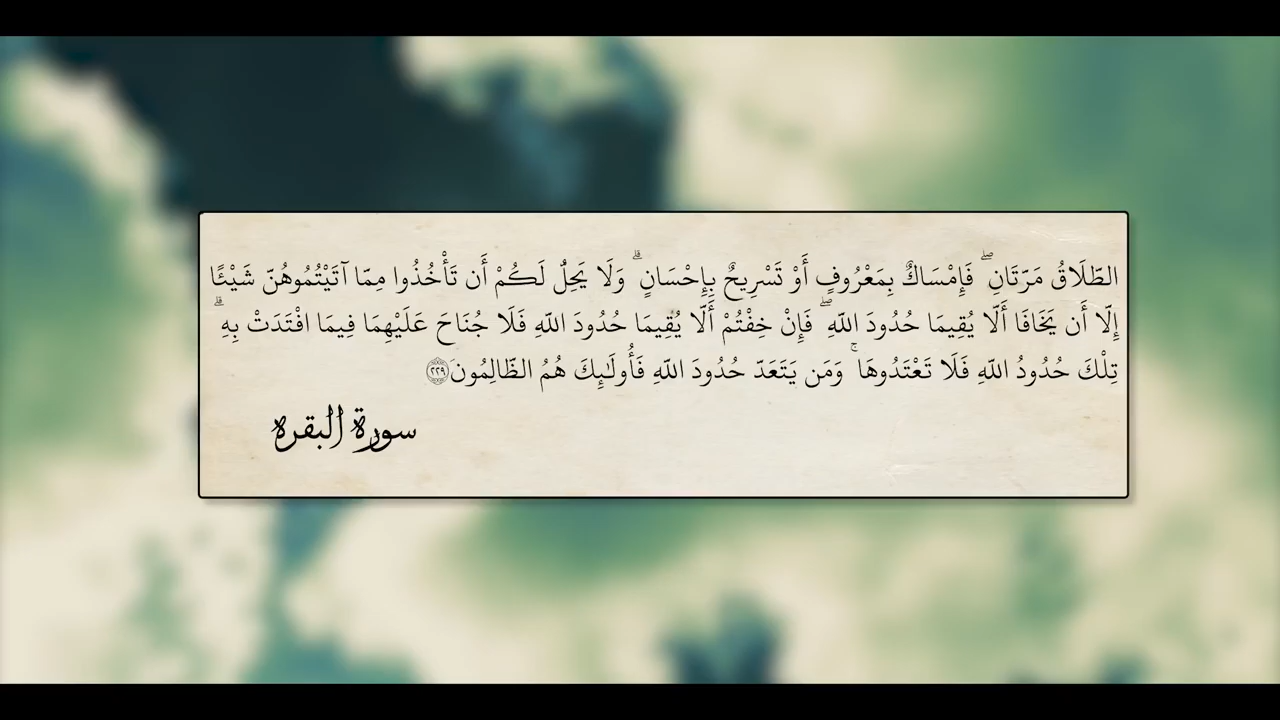 الطَّلَاقُ مَرَّتَانِ ۖ فَإِمْسَاكٌ بِمَعْرُوفٍ أَوْ تَسْرِيحٌ بِإِحْسَانٍ ۗ وَلَا يَحِلُّ لَكُمْ أَن تَأْخُذُوا مِمَّا آتَيْتُمُوهُنَّ شَيْئًا
إِلَّا أَن يَخَافَا أَلَّا يُقِيمَا حُدُودَ اللَّهِ ۖ فَإِنْ خِفْتُمْ أَلَّا يُقِيمَا حُدُودَ اللَّهِ فَلَا جُنَاحَ عَلَيْهِمَا فِيمَا افْتَدَتْ بِهِ ۗ
تِلْكَ حُدُودُ اللَّهِ فَلَا تَعْتَدُوهَا ۚ وَمَن يَتَعَدَّ حُدُودَ اللَّهِ فَأُولَٰئِكَ هُمُ الظَّالِمُونَ ﴿٢٢٩﴾
سورة البقره